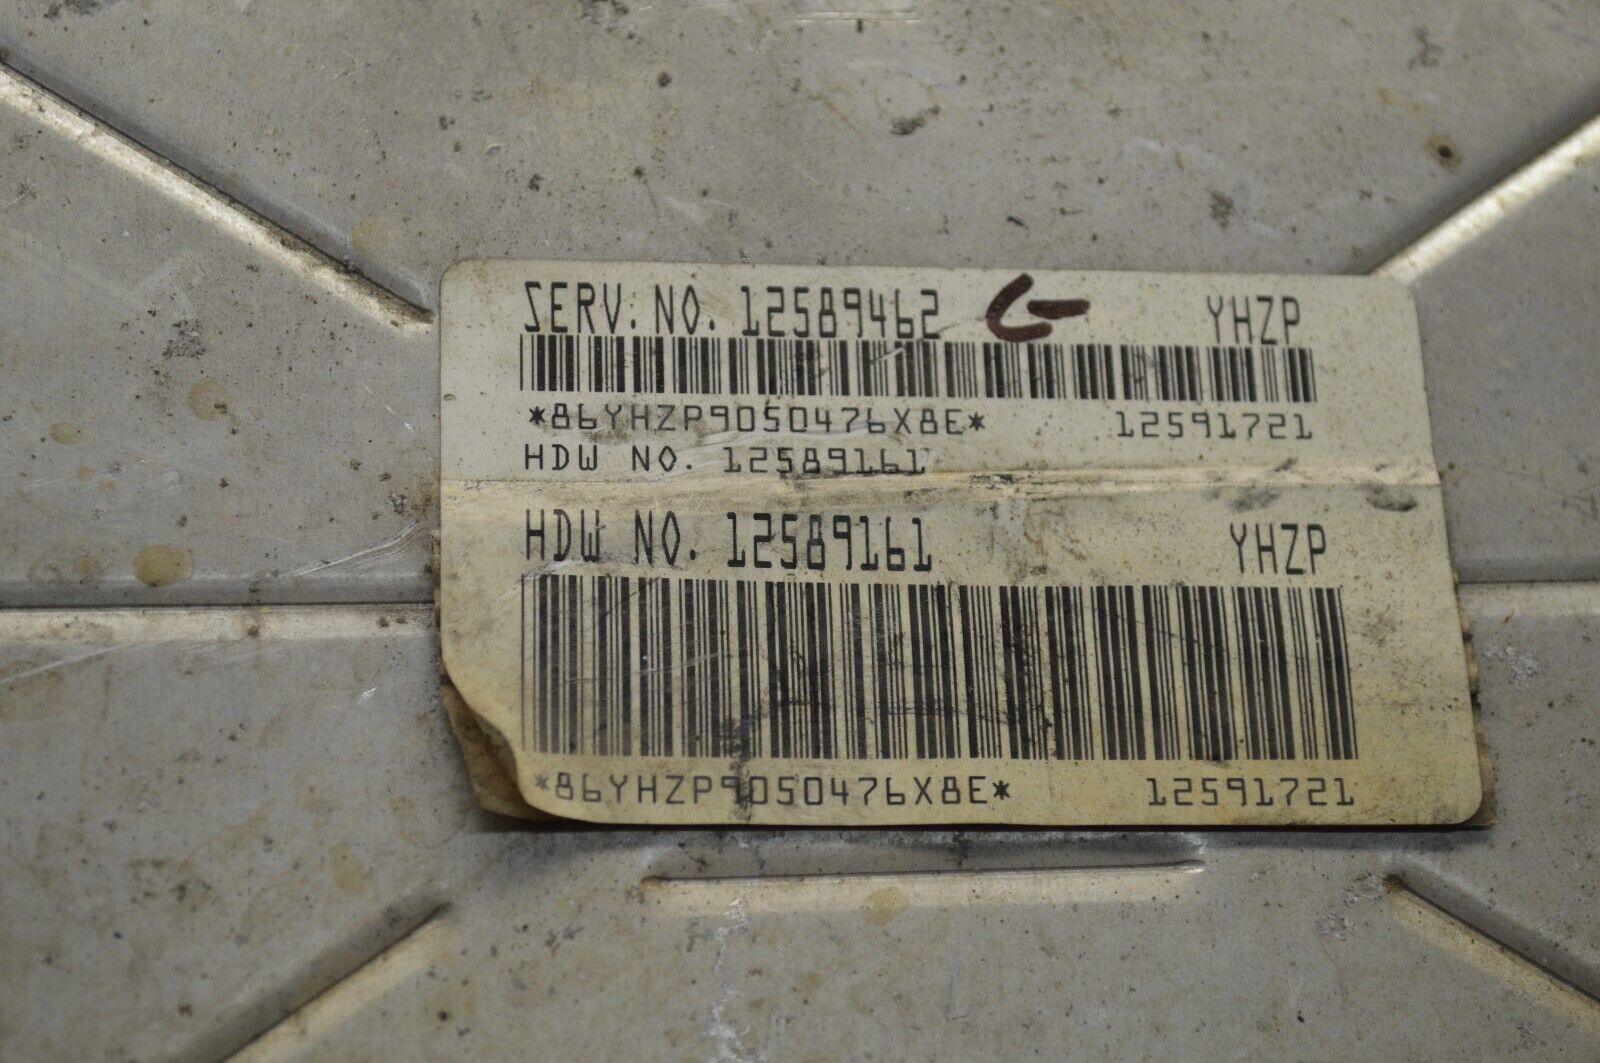 SERV. NO. 12589462 YHZP
*86YHZP9050476X8E* 12591721
HDW NO. 12589161
HDW NO. 12589161 YHZP
*86YHZP9050476X8E* 12591721